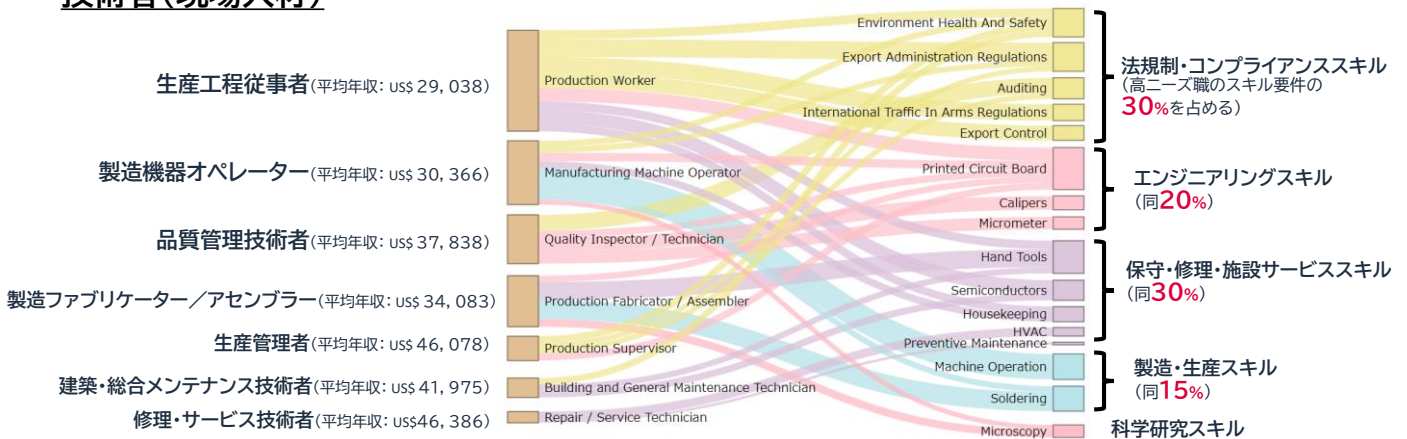 技術者(現場人材)
生産工程従事者(平均年収: US$ 29, 038)
製造機器オペレーター(平均年収: US$ 30, 366)
品質管理技術者(平均年収: US$ 37, 838)
製造ファブリケーター／アセンブラー(平均年収: US$ 34, 083)
生産管理者(平均年収: US$ 46, 078)
建築・総合メンテナンス技術者(平均年収: US$ 41, 975)
修理・サービス技術者(平均年収: US$46, 386)
Production Worker
Manufacturing Machine Operator
Quality Inspector / Technician
Production Fabricator / Assembler
Production Supervisor
Building and General Maintenance Technician
Repair / Service Technician
Environment Health And Safety
Export Administration Regulations
Auditing
International Traffic In Arms Regulations
Export Control
Printed Circuit Board
Calipers
Micrometer
Hand Tools
Semiconductors
Housekeeping
HVAC
Preventive Maintenance
Machine Operation
Soldering
Microscopy
法規制・コンプライアンススキル
(高ニーズ職のスキル要件の
30%を占める)
エンジニアリングスキル
(同20%)
保守・修理・施設サービススキル
(同30%)
製造・生産スキル
(同15%)
科学研究スキル